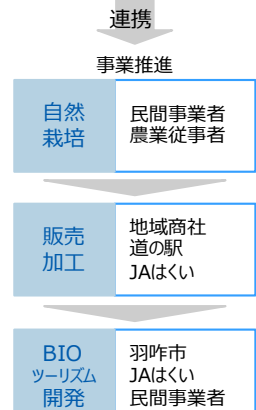 連携
事業推進
自然
栽培
民間事業者
農業従事者
販売
加工
地域商社
道の駅
JAはくい
BIO
ツーリズム
開発
羽咋市
JAはくい
民間事業者